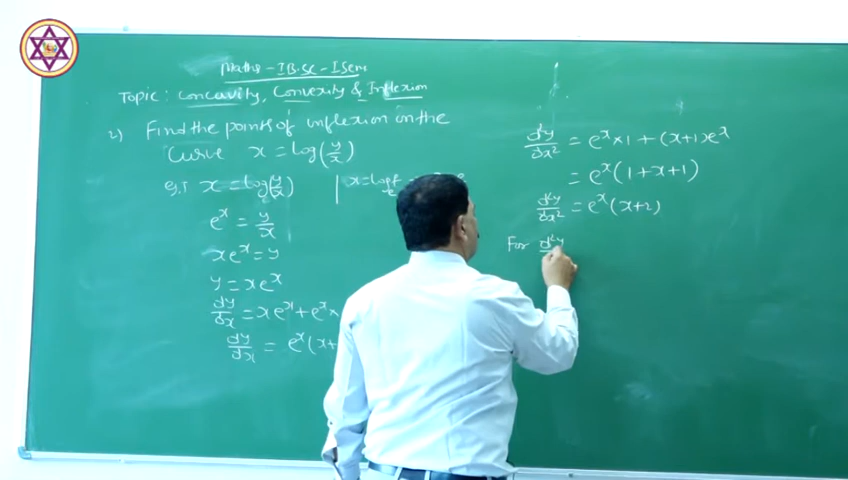 Maths - I B.Sc - I Sem
Topic: Concavity, Convexity & Inflexion
2) Find the points of inflexion in the
Curve x = log(y/x)
G.T x = log(y/x)
e^x = y/x
xe^x = y
y = xe^x
dy/dx = xe^x + e^x ×
dy/dx = e^x(x+
d²y/dx² = e^x × 1 + (x+1)e^x
= e^x(1+x+1)
d²y/dx² = e^x(x+2)
For d²y